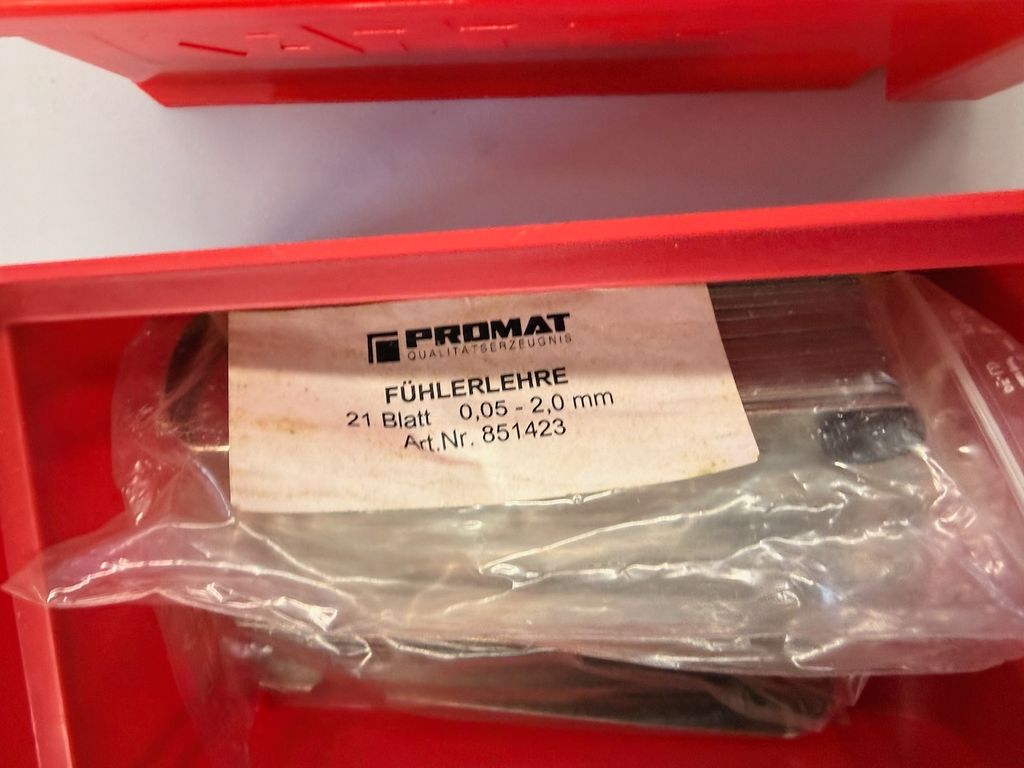 PROMAT
QUALITÄTSERZEUGNIS
FÜHLERLEHRE
21 Blatt 0,05 - 2,0 mm
Art.Nr. 851423